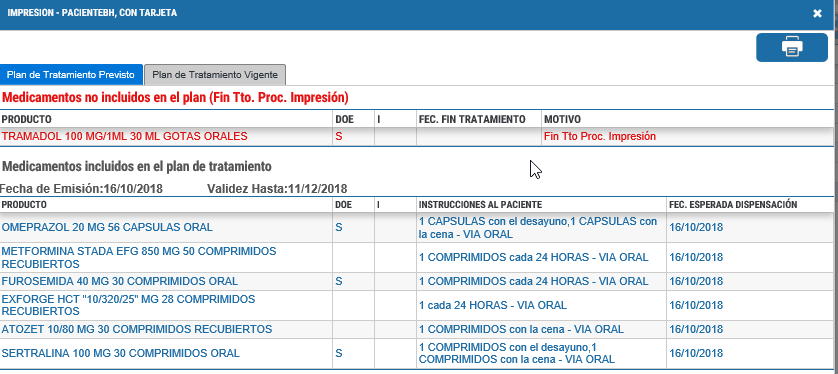 IMPRESION - PACIENTEBH, CON TARJETA
Plan de Tratamiento Previsto
Plan de Tratamiento Vigente
Medicamentos no incluidos en el plan (Fin Tto. Proc. Impresión)
PRODUCTO DOE I FEC. FIN TRATAMIENTO MOTIVO
TRAMADOL 100 MG/1ML 30 ML GOTAS ORALES S Fin Tto Proc. Impresión
Medicamentos incluidos en el plan de tratamiento
Fecha de Emisión:16/10/2018 Validez Hasta:11/12/2018
PRODUCTO DOE I INSTRUCCIONES AL PACIENTE FEC. ESPERADA DISPENSACIÓN
OMEPRAZOL 20 MG 56 CAPSULAS ORAL S 1 CAPSULAS con el desayuno,1 CAPSULAS con
la cena - VIA ORAL 16/10/2018
METFORMINA STADA EFG 850 MG 50 COMPRIMIDOS
RECUBIERTOS 1 COMPRIMIDOS cada 24 HORAS - VIA ORAL 16/10/2018
FUROSEMIDA 40 MG 30 COMPRIMIDOS ORAL S 1 COMPRIMIDOS cada 24 HORAS - VIA ORAL 16/10/2018
EXFORGE HCT "10/320/25" MG 28 COMPRIMIDOS
RECUBIERTOS 1 cada 24 HORAS - VIA ORAL 16/10/2018
ATOZET 10/80 MG 30 COMPRIMIDOS RECUBIERTOS 1 COMPRIMIDOS con la cena - VIA ORAL 16/10/2018
SERTRALINA 100 MG 30 COMPRIMIDOS ORAL S 1 COMPRIMIDOS con el desayuno,1
COMPRIMIDOS con la cena - VIA ORAL 16/10/2018